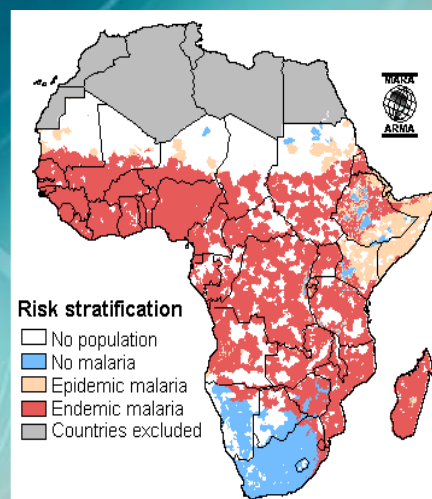 MARA
ARMA
Risk stratification
No population
No malaria
Epidemic malaria
Endemic malaria
Countries excluded